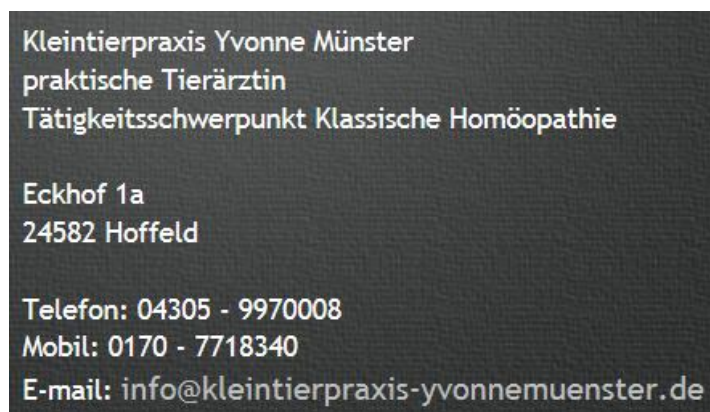 Kleintierpraxis Yvonne Münster
praktische Tierärztin
Tätigkeitsschwerpunkt Klassische Homöopathie
Eckhof 1a
24582 Hoffeld
Telefon: 04305 - 9970008
Mobil: 0170 - 7718340
E-mail: info@kleintierpraxis-yvonnemuenster.de